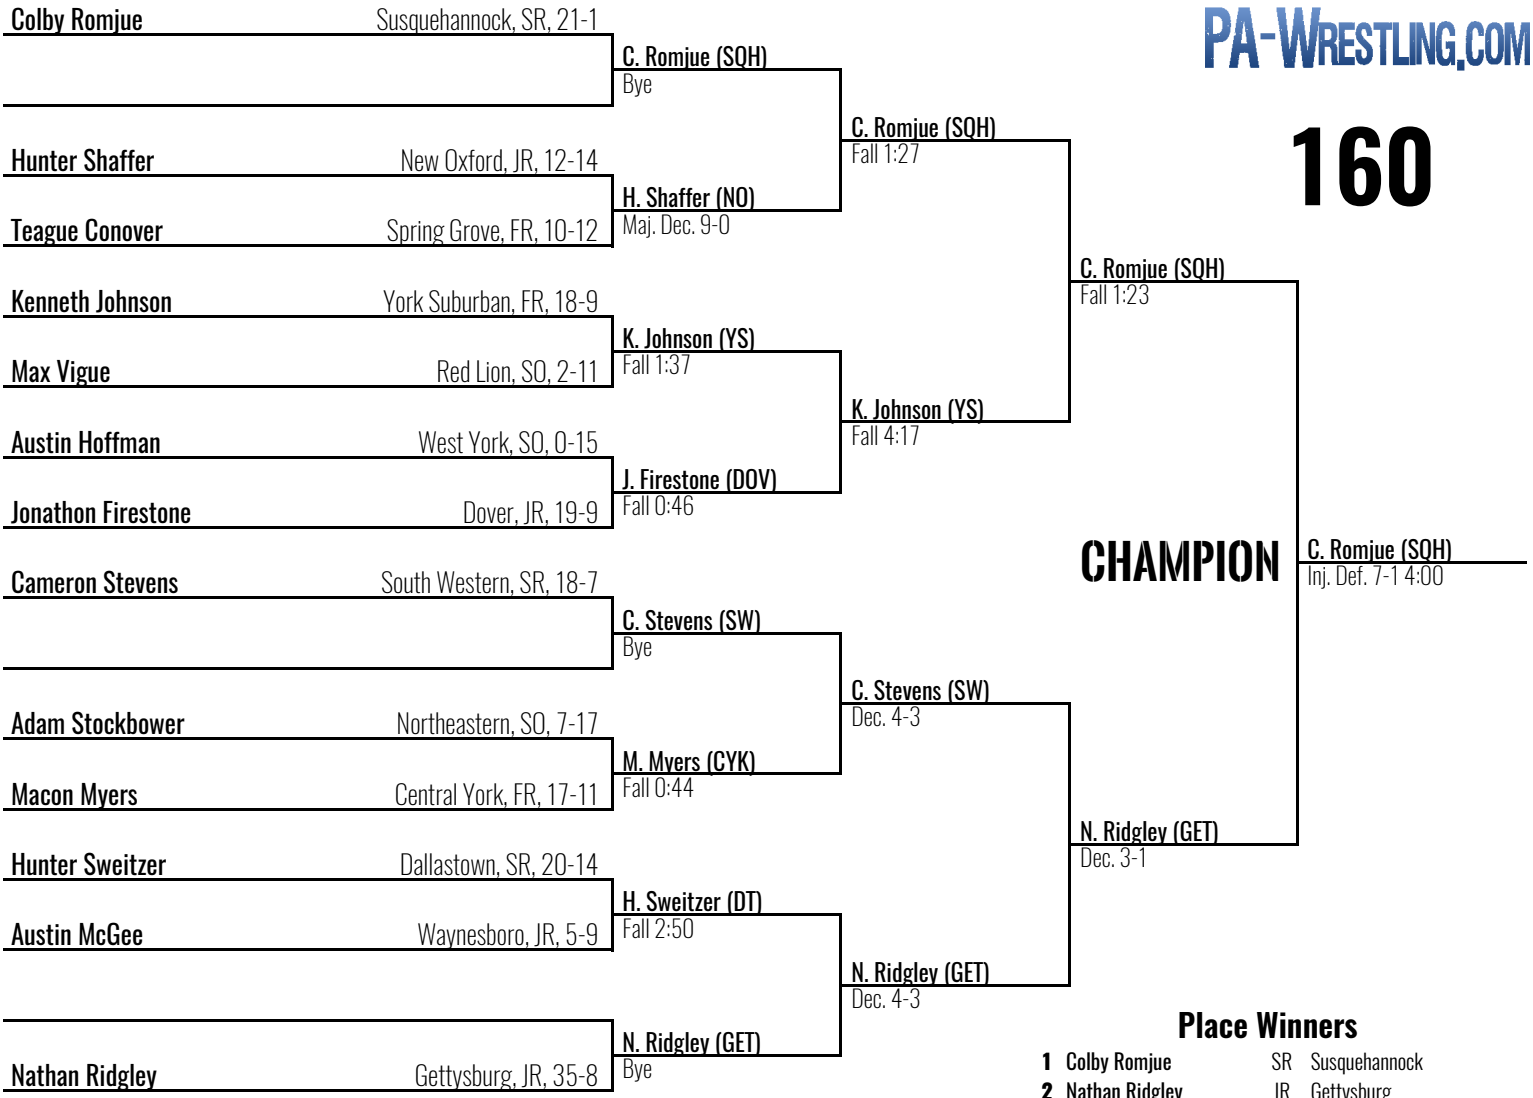 Colby Romjue Susquehannock, SR, 21-1
PA-WRESTLING.COM
C. Romjue (SQH)
Bye
160
C. Romjue (SQH)
Fall 1:27
Hunter Shaffer New Oxford, JR, 12-14
H. Shaffer (NO)
Maj. Dec. 9-0
Teague Conover Spring Grove, FR, 10-12
C. Romjue (SQH)
Fall 1:23
Kenneth Johnson York Suburban, FR, 18-9
K. Johnson (YS)
Fall 1:37
Max Vigue Red Lion, SO, 2-11
K. Johnson (YS)
Fall 4:17
Austin Hoffman West York, SO, 0-15
J. Firestone (DOV)
Fall 0:46
Jonathon Firestone Dover, JR, 19-9
CHAMPION
C. Romjue (SQH)
Inj. Def. 7-1 4:00
Cameron Stevens South Western, SR, 18-7
C. Stevens (SW)
Bye
C. Stevens (SW)
Dec. 4-3
Adam Stockbower Northeastern, SO, 7-17
M. Myers (CYK)
Fall 0:44
Macon Myers Central York, FR, 17-11
N. Ridgley (GET)
Dec. 3-1
Hunter Sweitzer Dallastown, SR, 20-14
H. Sweitzer (DT)
Fall 2:50
Austin McGee Waynesboro, JR, 5-9
N. Ridgley (GET)
Dec. 4-3
N. Ridgley (GET)
Bye
Nathan Ridgley Gettysburg, JR, 35-8
Place Winners
1 Colby Romjue SR Susquehannock
2 Nathan Ridgley JR Gettysburg